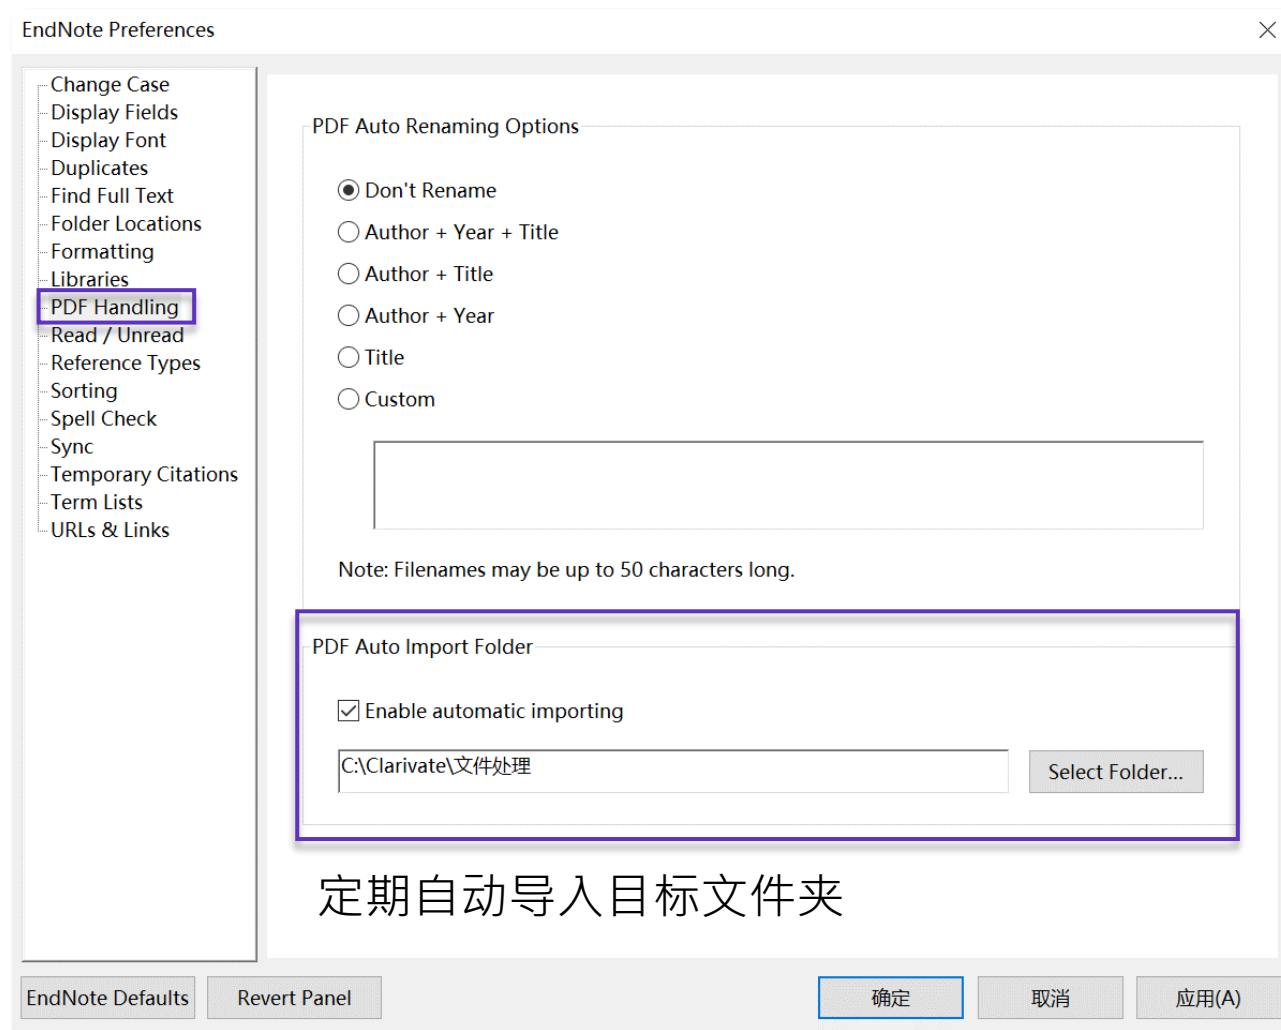 EndNote Preferences
Change Case
Display Fields
Display Font
Duplicates
Find Full Text
Folder Locations
Formatting
Libraries
PDF Handling
Read / Unread
Reference Types
Sorting
Spell Check
Sync
Temporary Citations
Term Lists
URLs & Links
PDF Auto Renaming Options
Don't Rename
Author + Year + Title
Author + Title
Author + Year
Title
Custom
Note: Filenames may be up to 50 characters long.
PDF Auto Import Folder
Enable automatic importing
C:\Clarivate\文件处理
Select Folder...
定期自动导入目标文件夹
EndNote Defaults
Revert Panel
确定
取消
应用(A)